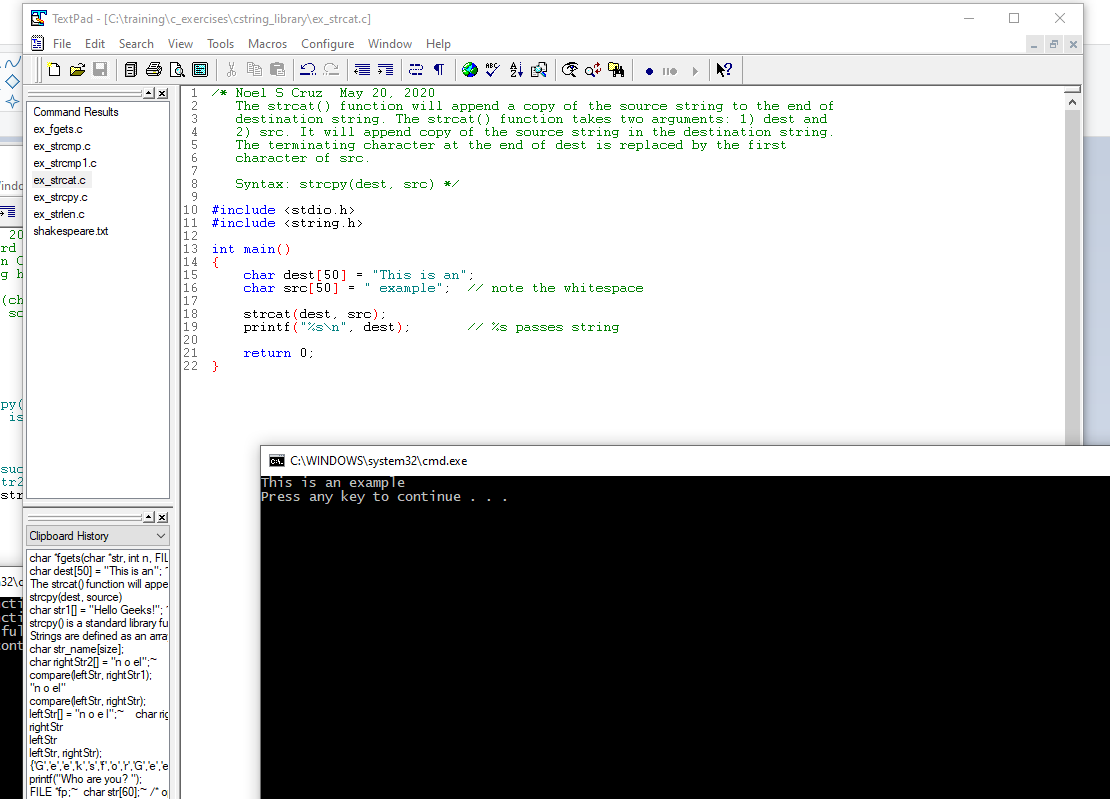 TextPad - [C:\training\c_exercises\cstring_library\ex_strcat.c]
File Edit Search View Tools Macros Configure Window Help
Command Results
ex_fgets.c
ex_strcmp.c
ex_strcmp1.c
ex_strcat.c
ex_strcpy.c
ex_strlen.c
shakespeare.txt
1 /* Noel S Cruz  May 20, 2020
2    The strcat() function will append a copy of the source string to the end of
3    destination string. The strcat() function takes two arguments: 1) dest and
4    2) src. It will append copy of the source string in the destination string.
5    The terminating character at the end of dest is replaced by the first
6    character of src.
7
8    Syntax: strcpy(dest, src) */
9
10 #include <stdio.h>
11 #include <string.h>
12
13 int main()
14 {
15     char dest[50] = "This is an";
16     char src[50] = " example";  // note the whitespace
17
18     strcat(dest, src);
19     printf("%s\n", dest);       // %s passes string
20
21     return 0;
22 }
C:\WINDOWS\system32\cmd.exe
This is an example
Press any key to continue . . .
Clipboard History
char *fgets(char *str, int n, FIL
char dest[50] = "This is an";
The strcat() function will appe
strcpy(dest, source)
char str1[] = "Hello Geeks!";
strcpy() is a standard library fu
Strings are defined as an arra
char str_name[size];
char rightStr2[] = "n o el";~
compare(leftStr, rightStr1);
"n o el"
compare(leftStr, rightStr);
leftStr[] = "n o e l";~    char rig
rightStr
leftStr
leftStr, rightStr);
{'G','e','e','k','s','f','o','r','G','e','e
printf("Who are you? ");
FILE *fp;~  char str[60];~ /* o